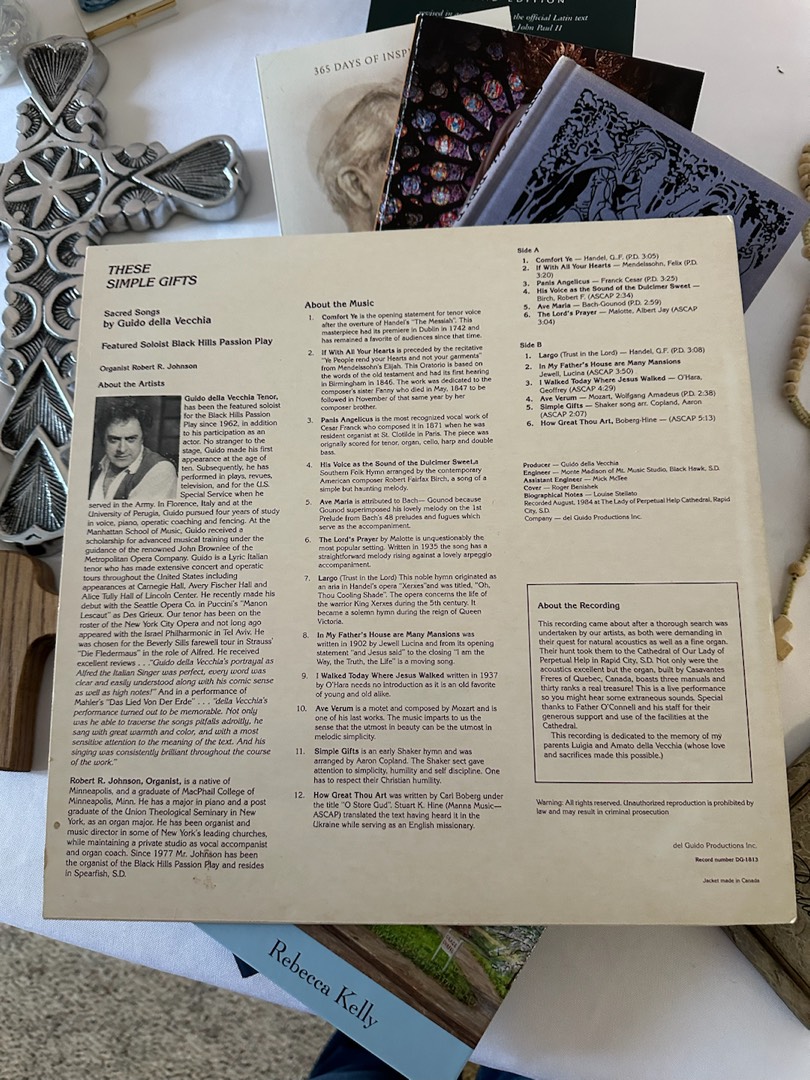 EDITION
revised in
the official Latin text
John Paul II
365 DAYS OF INSPI
THESE
SIMPLE GIFTS
Sacred Songs
by Guido della Vecchia
Featured Soloist Black Hills Passion Play
Organist Robert R. Johnson
About the Artists
Guido della Vecchia Tenor,
has been the featured soloist
for the Black Hills Passion
Play since 1962, in addition
to his participation as an
actor. No stranger to the
stage, Guido made his first
appearance at the age of
ten. Subsequently, he has
performed in plays, revues,
television, and for the U.S.
Special Service when he
served in the Army. In Florence, Italy and at the
University of Perugia, Guido pursued four years of study
in voice, piano, operatic coaching and fencing. At the
Manhattan School of Music, Guido received a
scholarship for advanced musical training under the
guidance of the renowned John Brownlee of the
Metropolitan Opera Company. Guido is a Lyric Italian
tenor who has made extensive concert and operatic
tours throughout the United States including
appearances at Carnegie Hall, Avery Fischer Hall and
Alice Tully Hall of Lincoln Center. He recently made his
debut with the Seattle Opera Co. in Puccini's "Manon
Lescaut" as Des Grieux. Our tenor has been on the
roster of the New York City Opera and not long ago
appeared with the Israel Philharmonic in Tel Aviv. He
was chosen for the Beverly Sills farewell tour in Strauss'
"Die Fledermaus" in the role of Alfred. He received
excellent reviews . . . "Guido della Vecchia's portrayal as
Alfred the Italian Singer was perfect, every word was
clear and easily understood along with his comic sense
as well as high notes!" And in a performance of
Mahler's "Das Lied Von Der Erde" . . . "della Vecchia's
performance turned out to be memorable. Not only
was he able to traverse the songs pitfalls adroitly, he
sang with great warmth and color, and with a most
sensitive attention to the meaning of the text. And his
singing was consistently brilliant throughout the course
of the work."
Robert R. Johnson, Organist, is a native of
Minneapolis, and a graduate of MacPhail College of
Minneapolis, Minn. He has a major in piano and a post
graduate of the Union Theological Seminary in New
York, as an organ major. He has been organist and
music director in some of New York's leading churches,
while maintaining a private studio as vocal accompanist
and organ coach. Since 1977 Mr. Johnson has been
the organist of the Black Hills Passion Play and resides
in Spearfish, S.D.
About the Music
1. Comfort Ye is the opening statement for tenor voice
after the overture of Handel's "The Messiah". This
masterpiece had its premiere in Dublin in 1742 and
has remained a favorite of audiences since that time.
2. If With All Your Hearts is preceded by the recitative
"Ye People rend your Hearts and not your garments"
from Mendelssohn's Elijah. This Oratorio is based on
the words of the old testament and had its first hearing
in Birmingham in 1846. The work was dedicated to the
composer's sister Fanny who died in May, 1847 to be
followed in November of that same year by her
composer brother.
3. Panis Angelicus is the most recognized vocal work of
Cesar Franck who composed it in 1871 when he was
resident organist at St. Clotilde in Paris. The piece was
orignally scored for tenor, organ, cello, harp and double
bass.
4. His Voice as the Sound of the Dulcimer Sweet,a
Southern Folk Hymn arranged by the contemporary
American composer Robert Fairfax Birch, a song of a
simple but haunting melody.
5. Ave Maria is attributed to Bach— Gounod because
Gounod superimposed his lovely melody on the 1st
Prelude from Bach's 48 preludes and fugues which
serve as the accompaniment.
6. The Lord's Prayer by Malotte is unquestionably the
most popular setting. Written in 1935 the song has a
straightforward melody rising against a lovely arpeggio
accompaniment.
7. Largo (Trust in the Lord) This noble hymn originated as
an aria in Handel's opera "Xerxes"and was titled, "Oh,
Thou Cooling Shade". The opera concerns the life of
the warrior King Xerxes during the 5th century. It
became a solemn hymn during the reign of Queen
Victoria.
8. In My Father's House are Many Mansions was
written in 1902 by Jewell Lucina and from its opening
statement "and Jesus said" to the closing "I am the
Way, the Truth, the Life" is a moving song.
9. I Walked Today Where Jesus Walked written in 1937
by O'Hara needs no introduction as it is an old favorite
of young and old alike.
10. Ave Verum is a motet composed by Mozart and is
one of his last works. The music imparts to us the
sense that the utmost in beauty can be the utmost in
melodic simplicity.
11. Simple Gifts is an early Shaker hymn and was
arranged by Aaron Copland. The Shaker sect gave
attention to simplicity, humility and self discipline. One
has to respect their Christian humility.
12. How Great Thou Art was written by Carl Boberg under
the title "O Store Gud". Stuart K. Hine (Manna Music—
ASCAP) translated the text having heard it in the
Ukraine while serving as an English missionary.
Side A
1. Comfort Ye — Handel, G.F. (P.D. 3:05)
2. If With All Your Hearts — Mendelssohn, Felix (P.D.
3:20)
3. Panis Angelicus — Franck Cesar (P.D. 3:25)
4. His Voice as the Sound of the Dulcimer Sweet —
Birch, Robert F. (ASCAP 2:34)
5. Ave Maria — Bach-Gounod (P.D. 2:59)
6. The Lord's Prayer — Malotte, Albert Jay (ASCAP
3:04)
Side B
1. Largo (Trust in the Lord) — Handel, G.F. (P.D. 3:08)
2. In My Father's House are Many Mansions
Jewell, Lucina (ASCAP 3:50)
3. I Walked Today Where Jesus Walked — O'Hara,
Geoffrey (ASCAP 4:29)
4. Ave Verum — Mozart, Wolfgang Amadeus (P.D. 2:38)
5. Simple Gifts — Shaker song arr. Copland, Aaron
(ASCAP 2:07)
6. How Great Thou Art, Boberg-Hine — (ASCAP 5:13)
Producer — Guido della Vecchia
Engineer — Monte Madison of Mt. Music Studio, Black Hawk, S.D.
Assistant Engineer — Mick McTee
Cover — Roger Benishek
Biographical Notes — Louise Stellato
Recorded August, 1984 at The Lady of Perpetual Help Cathedral, Rapid
City, S.D.
Company — del Guido Productions Inc.
About the Recording
This recording came about after a thorough search was
undertaken by our artists, as both were demanding in
their quest for natural acoustics as well as a fine organ.
Their hunt took them to the Cathedral of Our Lady of
Perpetual Help in Rapid City, S.D. Not only were the
acoustics excellent but the organ, built by Casavantes
Freres of Quebec, Canada, boasts three manuals and
thirty ranks a real treasure! This is a live performance
so you might hear some extraneous sounds. Special
thanks to Father O'Connell and his staff for their
generous support and use of the facilities at the
Cathedral.
This recording is dedicated to the memory of my
parents Luigia and Amato della Vecchia (whose love
and sacrifices made this possible.)
Warning: All rights reserved. Unauthorized reproduction is prohibited by
law and may result in criminal prosecution
del Guido Productions Inc.
Record number DG-1813
Jacket made in Canada
Rebecca Kelly